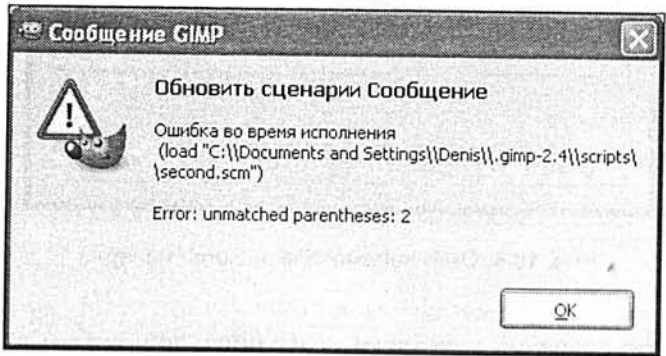 Сообщение GIMP
Обновить сценарии Сообщение
Ошибка во время исполнения
(load "C:\\Documents and Settings\\Denis\\.gimp-2.4\\scripts\
\second.scm")
Error: unmatched parentheses: 2
OK